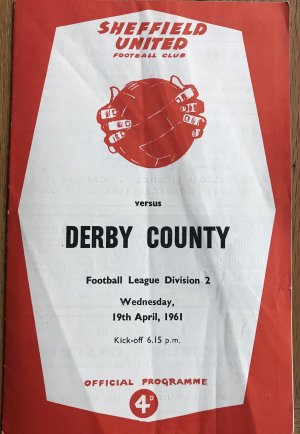 SHEFFIELD
UNITED
FOOTBALL CLUB
versus
DERBY COUNTY
Football League Division 2
Wednesday,
19th April, 1961
Kick-off 6.15 p.m.
OFFICIAL PROGRAMME
4D